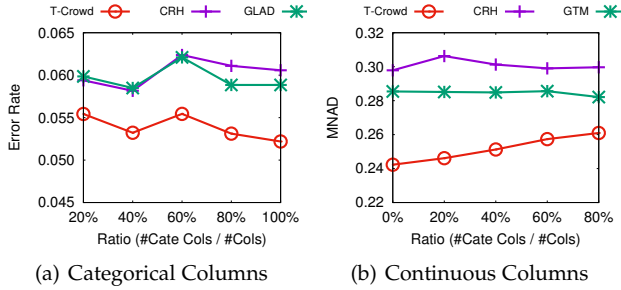 T-Crowd CRH GLAD
0.065
0.060
0.055
0.050
0.045
Error Rate
20% 40% 60% 80% 100%
Ratio (#Cate Cols / #Cols)
(a) Categorical Columns
T-Crowd CRH GTM
0.32
0.30
0.28
0.26
0.24
0.22
MNAD
0% 20% 40% 60% 80%
Ratio (#Cate Cols / #Cols)
(b) Continuous Columns